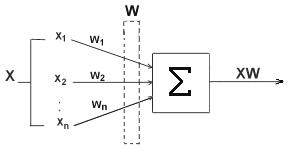 W
x1 w1
X x2 w2 Σ XW
:
xn wn